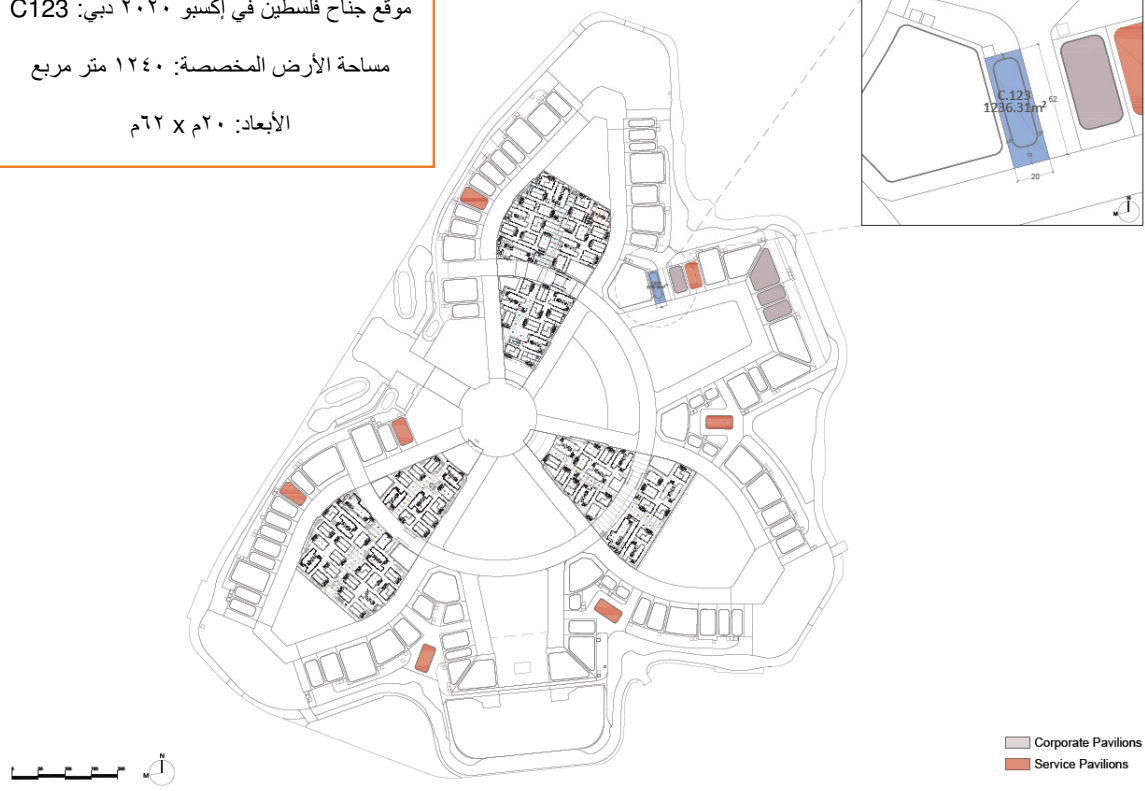 موقع جناح فلسطين في إكسبو ٢٠٢٠ دبي: C123
مساحة الأرض المخصصة: ١٢٤٠ متر مربع
الأبعاد: ٢٠م x ٦٢م
C.123
1236.31m²
62
20
N
M
N
M
Corporate Pavilions
Service Pavilions